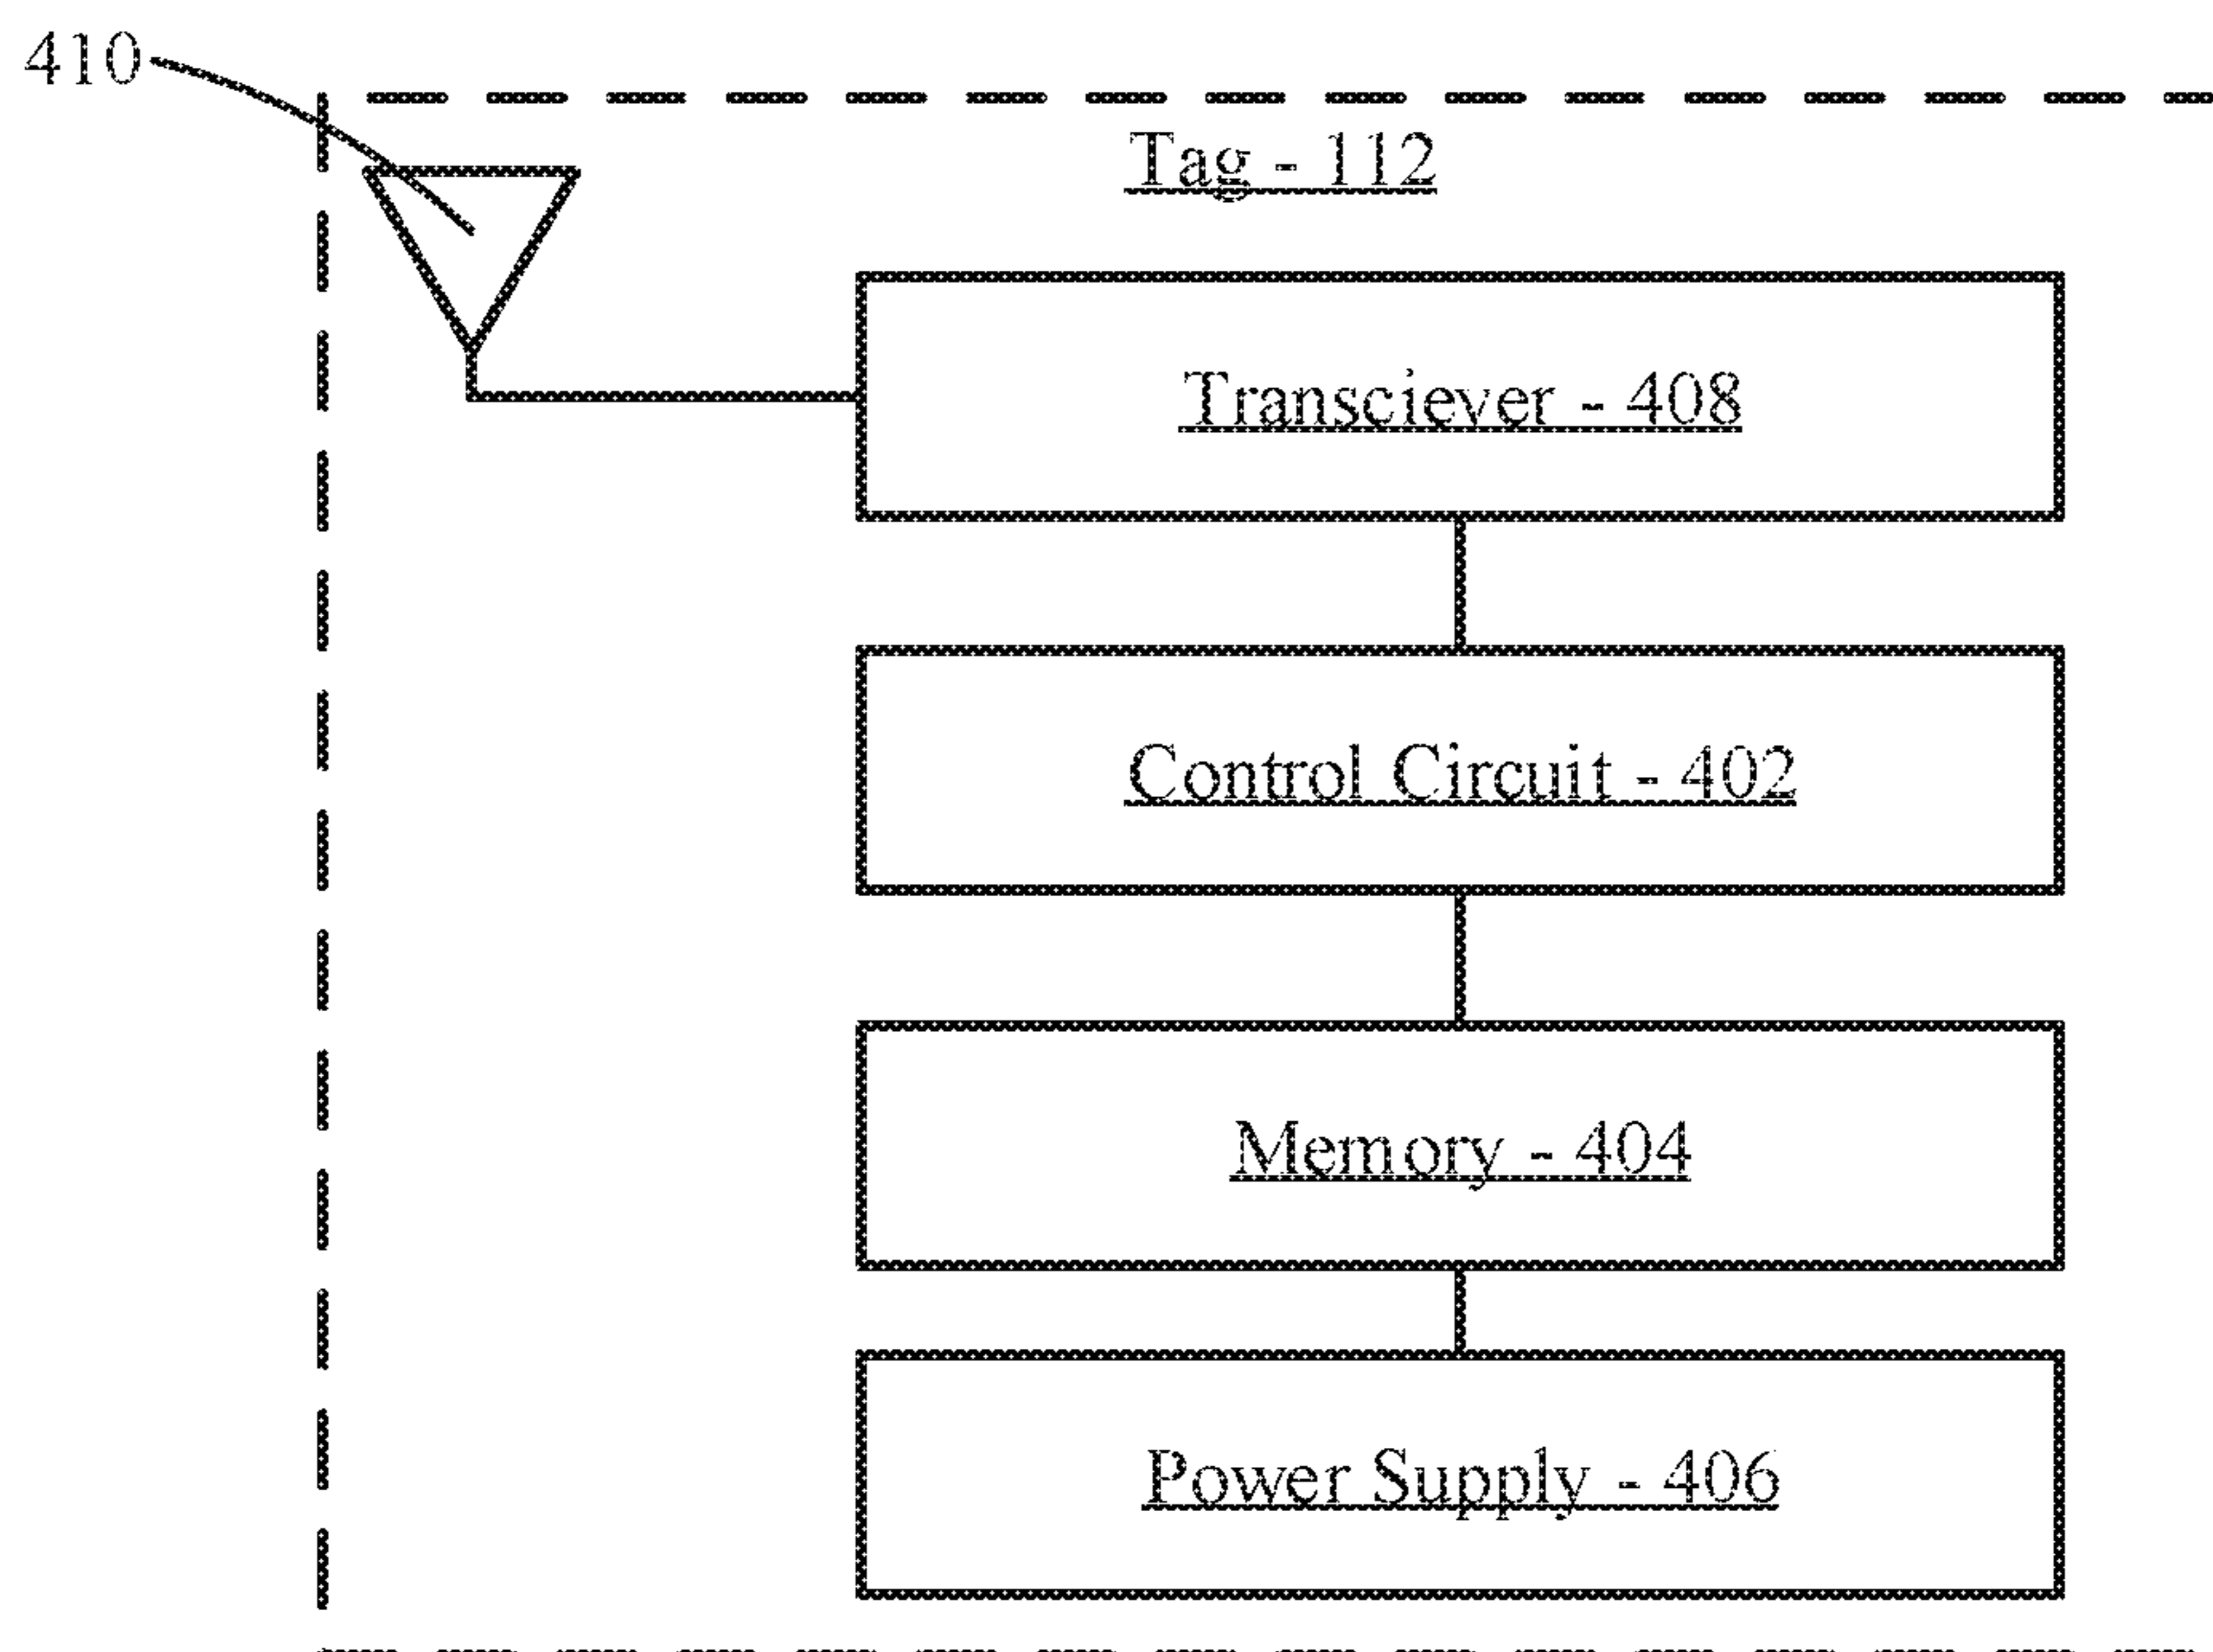 410
Tag - 112
Transciever - 408
Control Circuit - 402
Memory - 404
Power Supply - 406